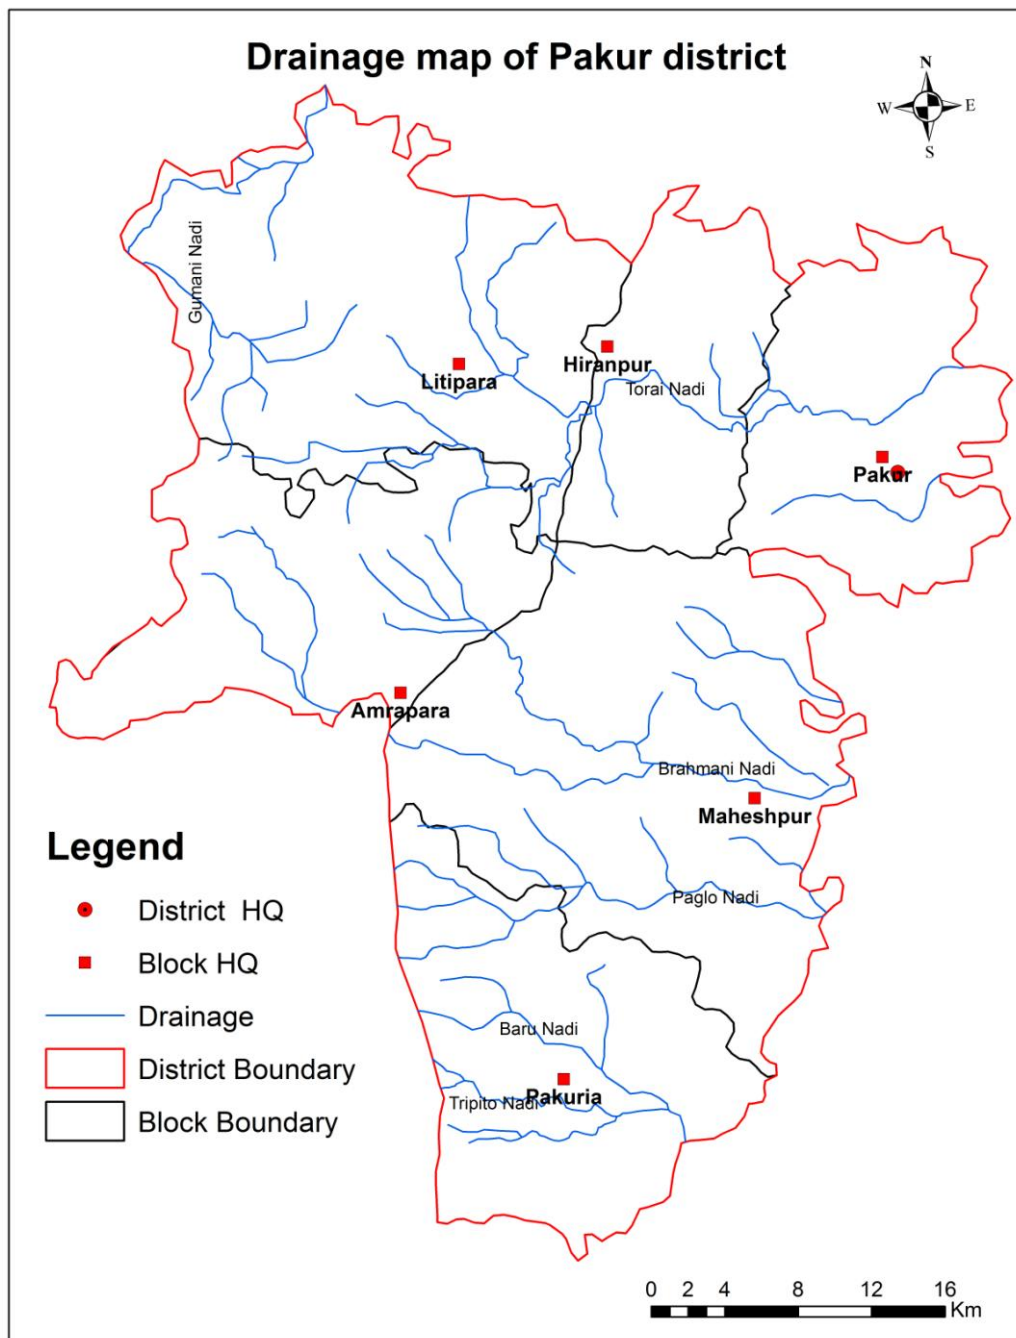 Drainage map of Pakur district
N
W E
S
Gumani Nadi
Hiranpur
Litipara
Torai Nadi
Pakur
Amrapara
Brahmani Nadi
Maheshpur
Paglo Nadi
Baru Nadi
Pakuria
Tripito Nadi
Legend
District HQ
Block HQ
Drainage
District Boundary
Block Boundary
0 2 4 8 12 16
Km